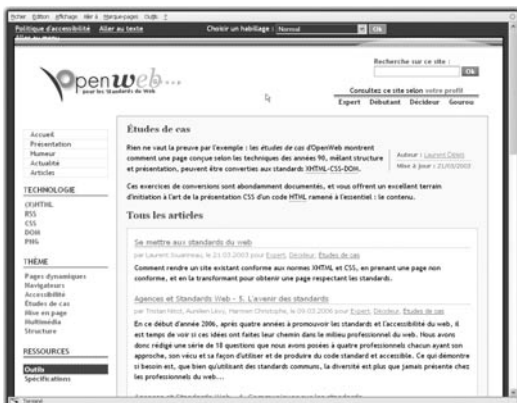 Fichier Édition Affichage Aller à Marque-pages Outils ?
Politique d'accessibilité Aller au texte
Choisir un habillage : Normal Ok
Aller au menu
Openweb...
pour les Standards du Web
Recherche sur ce site :
Ok
Consultez ce site selon votre profil
Expert Débutant Décideur Gourou
Accueil
Présentation
Humeur
Actualité
Articles
TECHNOLOGIE
(X)HTML
RSS
CSS
DOM
PNG
THÈME
Pages dynamiques
Navigateurs
Accessibilité
Études de cas
Mise en page
Multimédia
Structure
RESSOURCES
Outils
Spécifications
Études de cas
Rien ne vaut la preuve par l'exemple : les études de cas d'OpenWeb montrent
comment une page conçue selon les techniques des années 90, mêlant structure
et présentation, peuvent être converties aux standards XHTML-CSS-DOM.
Auteur : Laurent Denis
Mise à jour : 21/03/2003
Ces exercices de conversions sont abondamment documentés, et vous offrent un excellent terrain
d'initiation à l'art de la présentation CSS d'un code HTML ramené à l'essentiel : le contenu.
Tous les articles
Se mettre aux standards du web
par Laurent Jouanneau, le 21.03.2003 pour Expert, Décideur, Études de cas
Comment rendre un site existant conforme aux normes XHTML et CSS, en prenant une page non
conforme, et en la transformant pour obtenir une page respectant les standards.
Agences et Standards Web - 5. L'avenir des standards
par Tristan Nitot, Aurélien Levy, Harmen Christophe, le 09.03.2006 pour Expert, Décideur, Études de cas
En ce début d'année 2006, après quatre années à promouvoir les standards et l'accessibilité du web, il
est temps de voir si ces idées ont faites leur chemin dans le milieu professionnel du web. Nous avons
donc rédigé une série de 10 questions que nous avons posées à quatre professionnels chacun ayant son
approche, son vécu et sa façon d'utiliser et de produire du code standard et accessible. Ce qui démontre
si besoin est, que bien qu'utilisant des standards communs, la diversité est plus que jamais présente chez
les professionnels du web...
Terminé